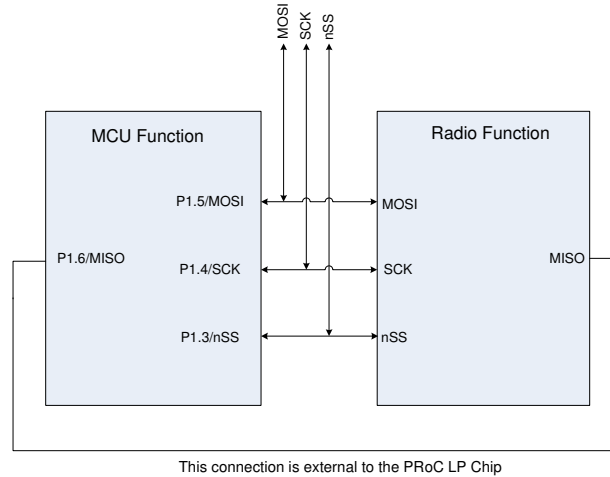 MOSI
SCK
nSS
MCU Function
Radio Function
P1.5/MOSI
MOSI
P1.6/MISO
P1.4/SCK
SCK
MISO
P1.3/nSS
nSS
This connection is external to the PRoC LP Chip